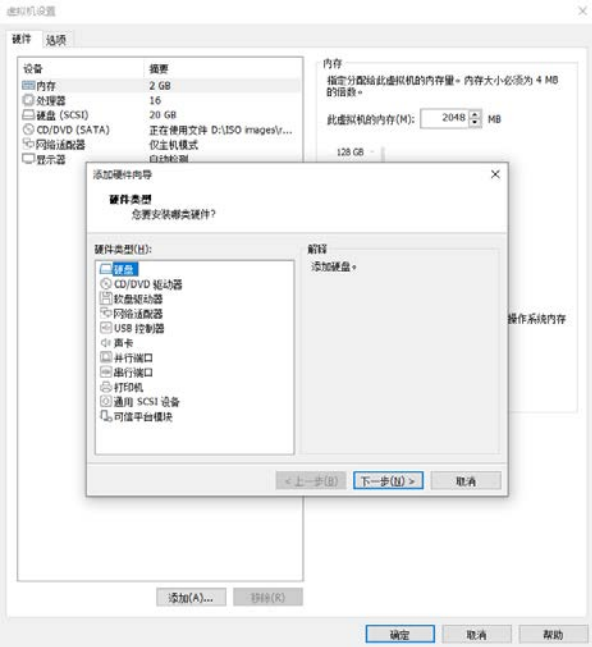 虚拟机设置
硬件 选项
设备 摘要
内存 2 GB
处理器 16
硬盘 (SCSI) 20 GB
CD/DVD (SATA) 正在使用文件 D:\ISO images\r...
网络适配器 仅主机模式
显示器 自动检测
内存
指定分配给此虚拟机的内存量。内存大小必须为 4 MB
的倍数。
此虚拟机的内存(M): 2048 MB
128 GB
操作系统内存
添加硬件向导
硬件类型
您要安装哪类硬件?
硬件类型(H):
硬盘
CD/DVD 驱动器
软盘驱动器
网络适配器
USB 控制器
声卡
并行端口
串行端口
打印机
通用 SCSI 设备
可信平台模块
解释
添加硬盘。
< 上一步(B) 下一步(N) > 取消
添加(A)... 移除(R)
确定 取消 帮助